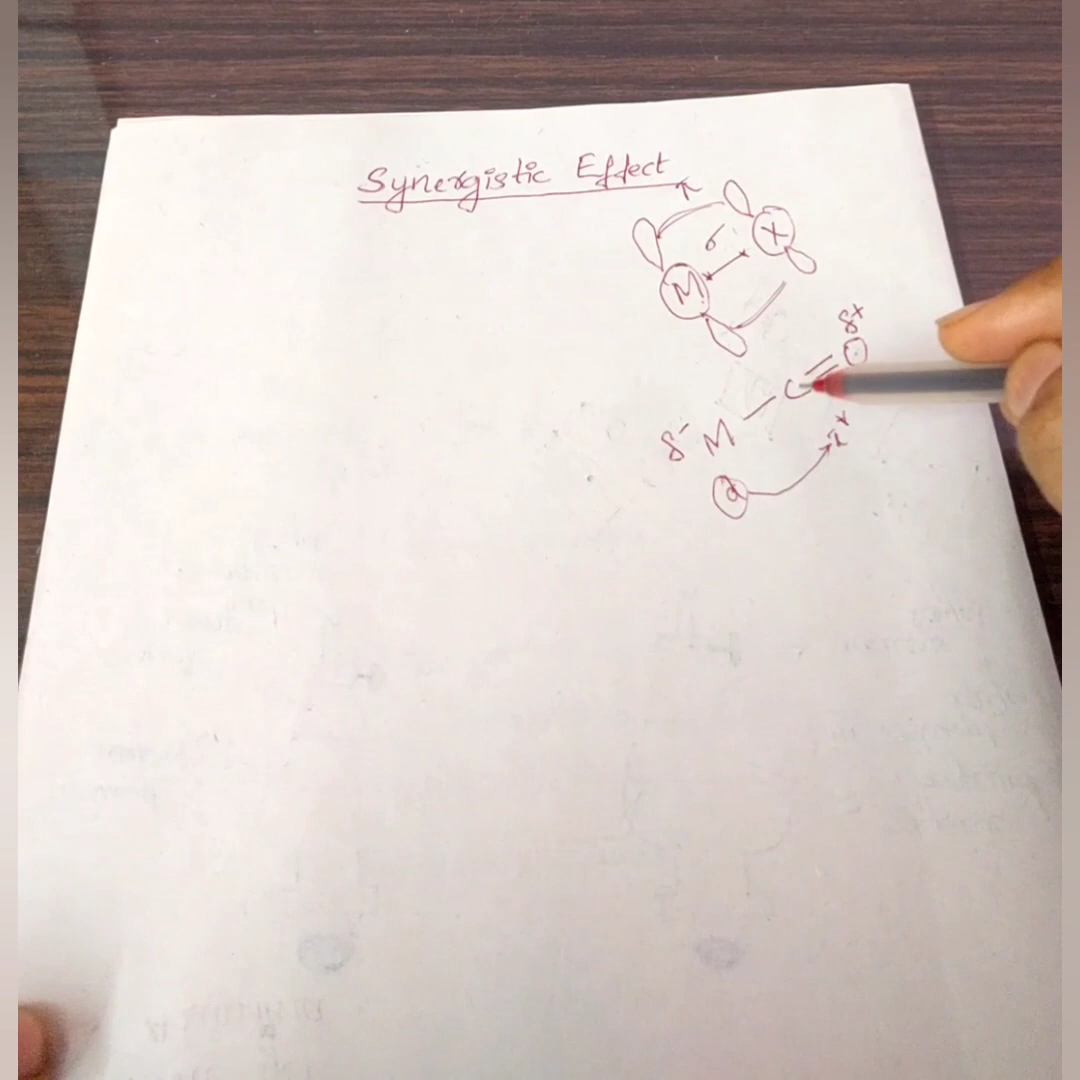 Synergistic Effect
X
σ
M
δ+
C=O
δ- M
π*
d